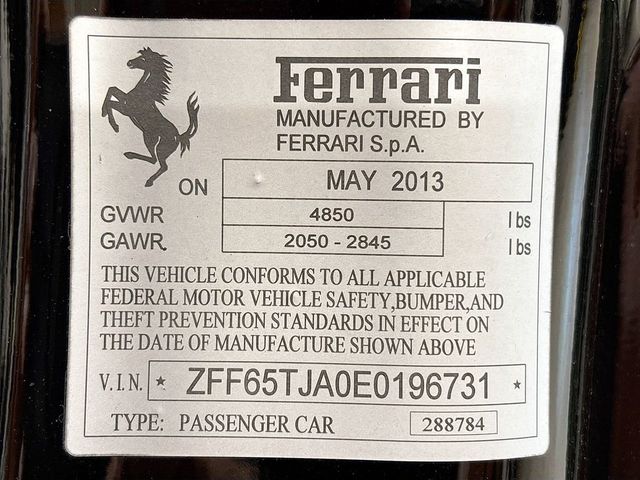 Ferrari
MANUFACTURED BY
FERRARI S.p.A.
ON MAY 2013
GVWR 4850 lbs
GAWR 2050 - 2845 lbs
THIS VEHICLE CONFORMS TO ALL APPLICABLE
FEDERAL MOTOR VEHICLE SAFETY,BUMPER,AND
THEFT PREVENTION STANDARDS IN EFFECT ON
THE DATE OF MANUFACTURE SHOWN ABOVE
V.I.N. * ZFF65TJA0E0196731 *
TYPE: PASSENGER CAR 288784